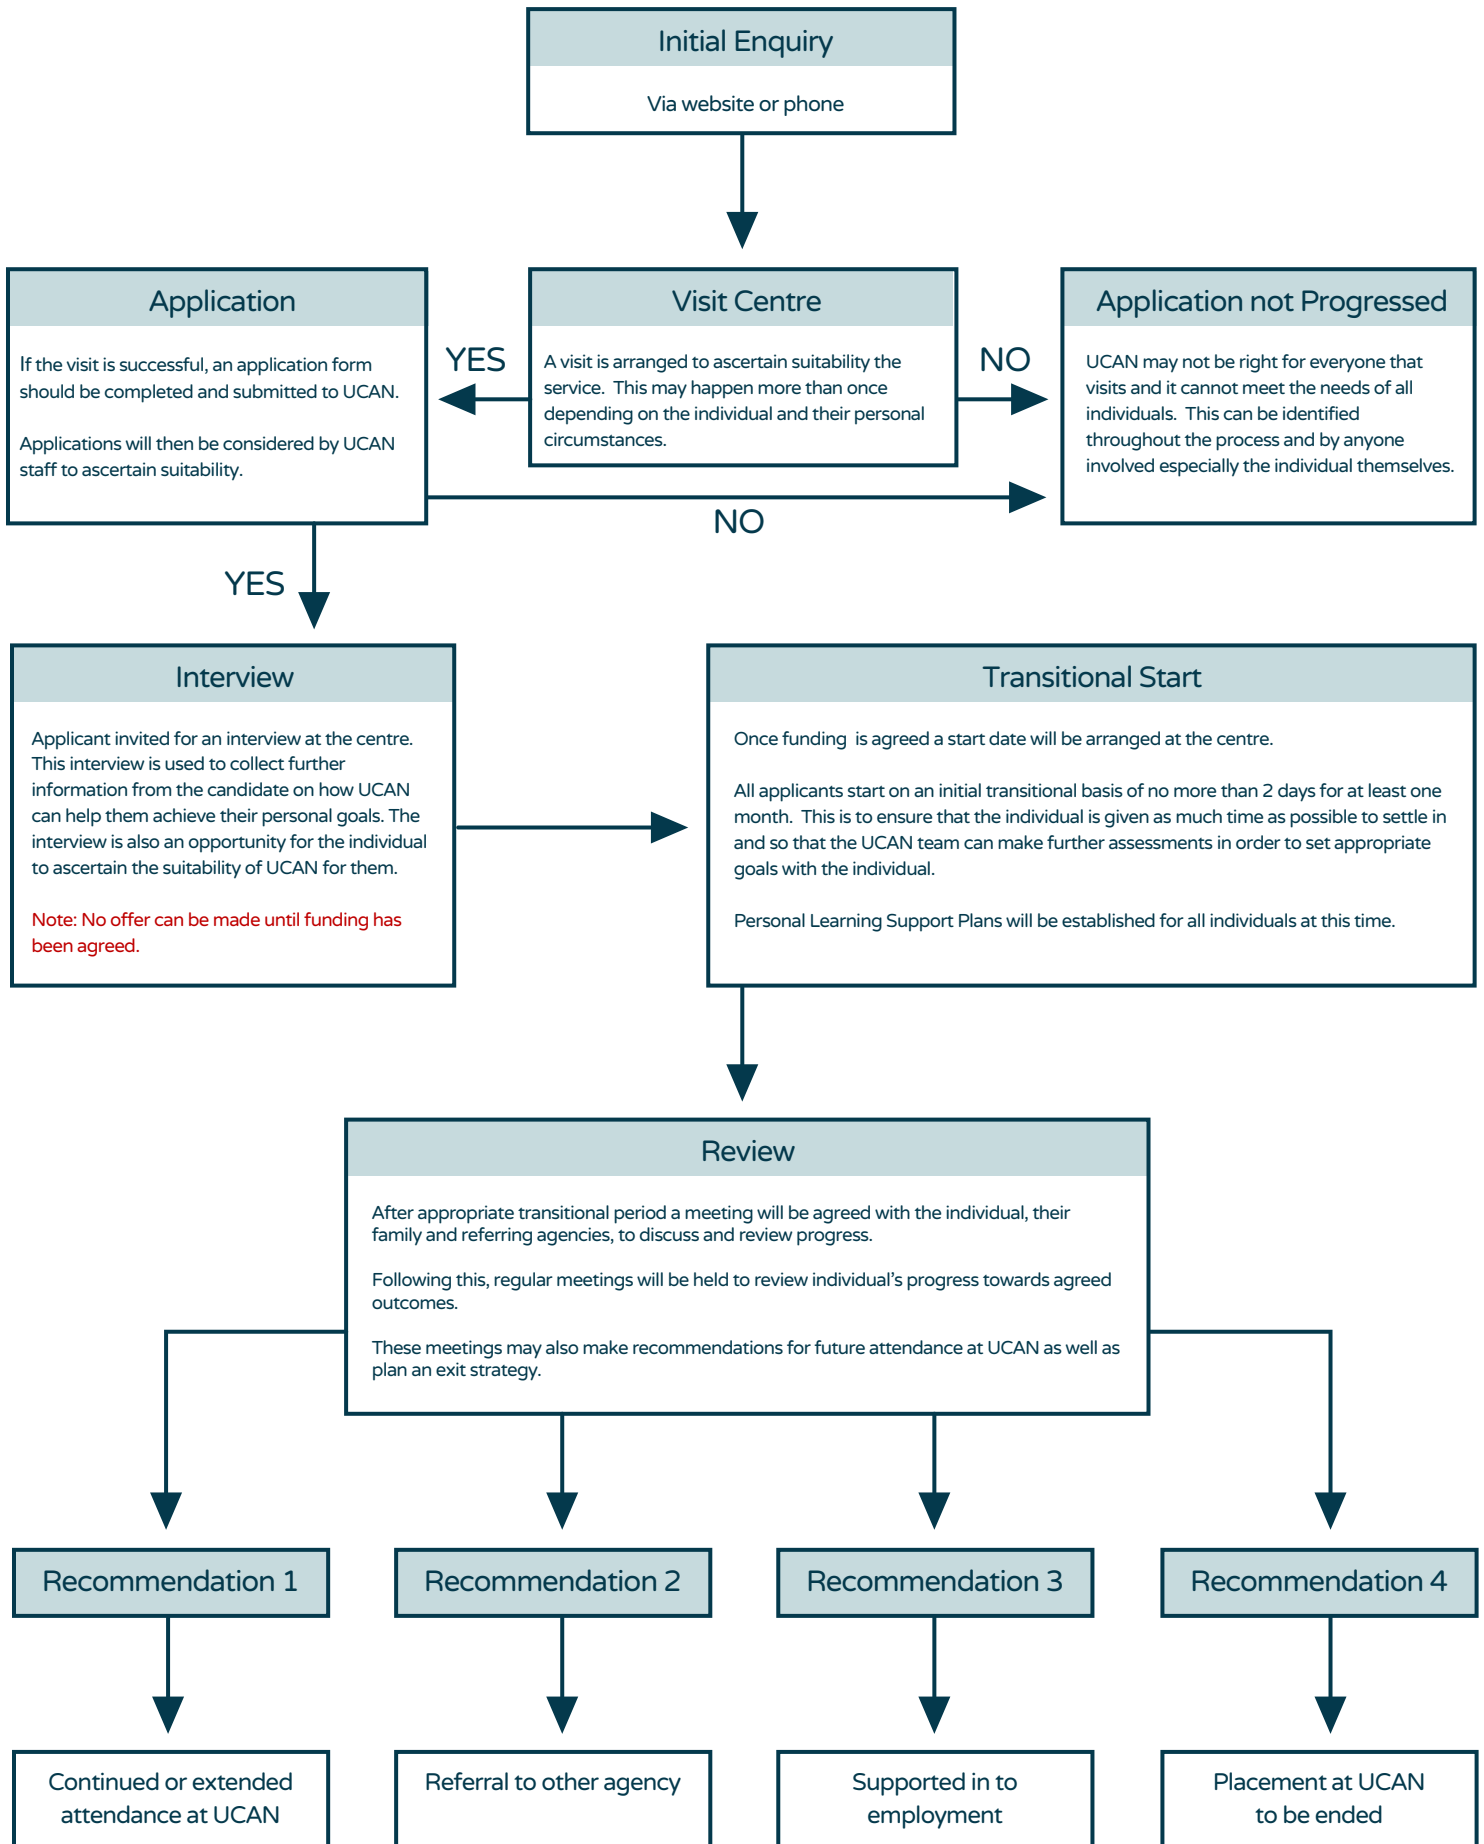 Initial Enquiry
Via website or phone
Application
If the visit is successful, an application form
should be completed and submitted to UCAN.
Applications will then be considered by UCAN
staff to ascertain suitability.
YES
Visit Centre
A visit is arranged to ascertain suitability the
service.  This may happen more than once
depending on the individual and their personal
circumstances.
NO
Application not Progressed
UCAN may not be right for everyone that
visits and it cannot meet the needs of all
individuals.  This can be identified
throughout the process and by anyone
involved especially the individual themselves.
NO
YES
Interview
Applicant invited for an interview at the centre.
This interview is used to collect further
information from the candidate on how UCAN
can help them achieve their personal goals. The
interview is also an opportunity for the individual
to ascertain the suitability of UCAN for them.
Note: No offer can be made until funding has
been agreed.
Transitional Start
Once funding  is agreed a start date will be arranged at the centre.
All applicants start on an initial transitional basis of no more than 2 days for at least one
month.  This is to ensure that the individual is given as much time as possible to settle in
and so that the UCAN team can make further assessments in order to set appropriate
goals with the individual.
Personal Learning Support Plans will be established for all individuals at this time.
Review
After appropriate transitional period a meeting will be agreed with the individual, their
family and referring agencies, to discuss and review progress.
Following this, regular meetings will be held to review individual's progress towards agreed
outcomes.
These meetings may also make recommendations for future attendance at UCAN as well as
plan an exit strategy.
Recommendation 1
Recommendation 2
Recommendation 3
Recommendation 4
Continued or extended
attendance at UCAN
Referral to other agency
Supported in to
employment
Placement at UCAN
to be ended